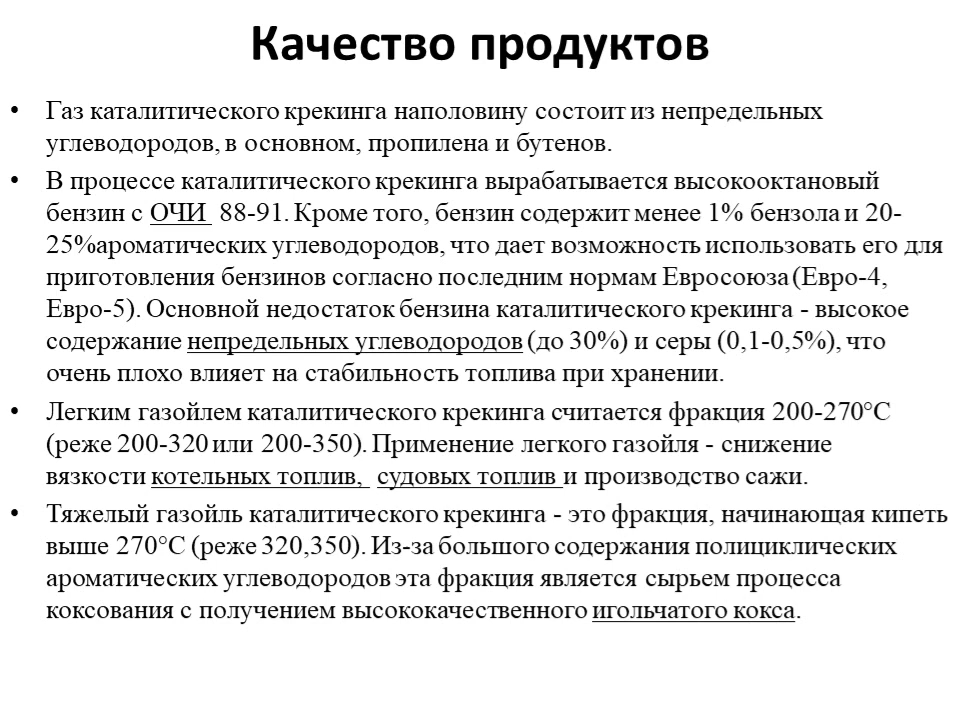 Качество продуктов
• Газ каталитического крекинга наполовину состоит из непредельных
углеводородов, в основном, пропилена и бутенов.
• В процессе каталитического крекинга вырабатывается высокооктановый
бензин с ОЧИ 88-91. Кроме того, бензин содержит менее 1% бензола и 20-
25%ароматических углеводородов, что дает возможность использовать его для
приготовления бензинов согласно последним нормам Евросоюза (Евро-4,
Евро-5). Основной недостаток бензина каталитического крекинга - высокое
содержание непредельных углеводородов (до 30%) и серы (0,1-0,5%), что
очень плохо влияет на стабильность топлива при хранении.
• Легким газойлем каталитического крекинга считается фракция 200-270°С
(реже 200-320 или 200-350). Применение легкого газойля - снижение
вязкости котельных топлив, судовых топлив и производство сажи.
• Тяжелый газойль каталитического крекинга - это фракция, начинающая кипеть
выше 270°С (реже 320,350). Из-за большого содержания полициклических
ароматических углеводородов эта фракция является сырьем процесса
коксования с получением высококачественного игольчатого кокса.